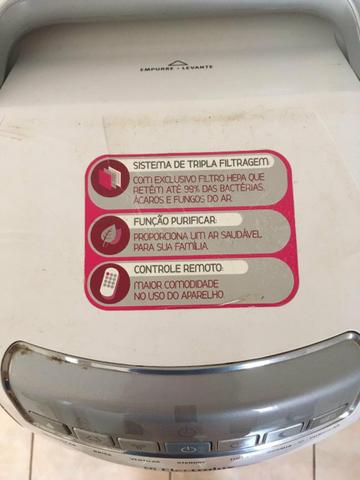 EMPURRE - LEVANTE
SISTEMA DE TRIPLA FILTRAGEM
COM EXCLUSIVO FILTRO HEPA QUE
RETÊM ATÉ 99% DAS BACTÉRIAS,
ÁCAROS E FUNGOS DO AR.
FUNÇÃO PURIFICAR:
PROPORCIONA UM AR SAUDÁVEL
PARA SUA FAMÍLIA
CONTROLE REMOTO:
MAIOR COMODIDADE
NO USO DO APARELHO
VENTILAR STANDBY
Electrolux